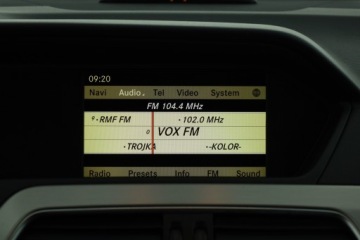 09:20
Navi Audio Tel Video System
FM 104.4 MHz
RMF FM 102.0 MHz
VOX FM
TROJKA -KOLOR-
Radio Presets Info FM Sound